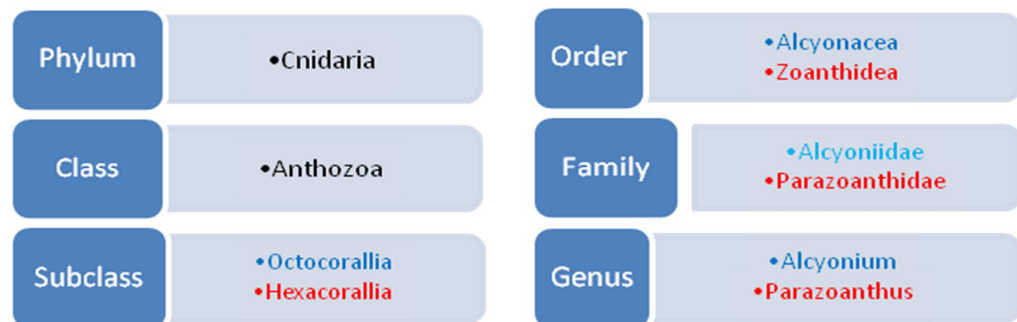 Phylum
•Cnidaria
Class
•Anthozoa
Subclass
•Octocorallia
•Hexacorallia
Order
•Alcyonacea
•Zoanthidea
Family
•Alcyoniidae
•Parazoanthidae
Genus
•Alcyonium
•Parazoanthus